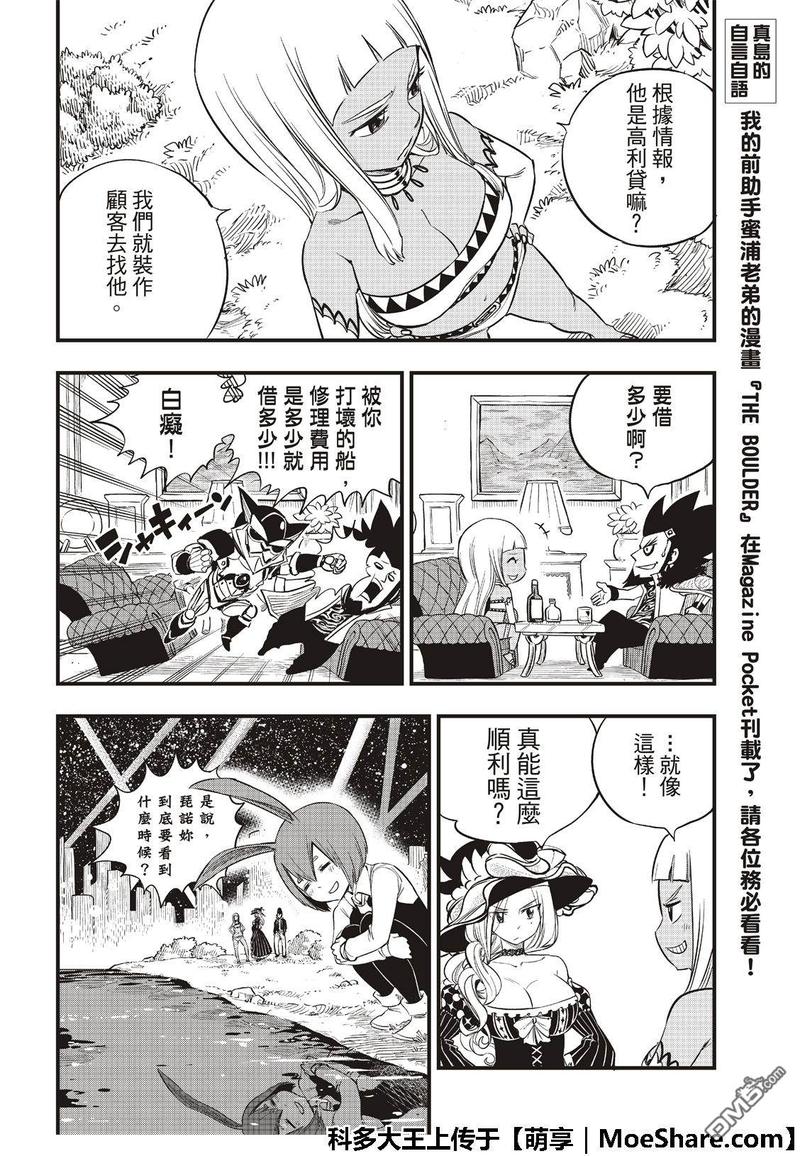 真島的
自言自語
我的前助手蜜浦老弟的漫畫『THE BOULDER』在Magazine Pocket刊載了，請各位務必看看！
根據情報，
他是高利貸嘛？
我們就裝作
顧客去找他。
要借
多少啊？
被你
打壞的船，
修理費用
是多少就
借多少!!!
白癡！
シャキィーン
…就像
這樣！
真能這麼
順利嗎？
是說，
琵諾妳
到底要看到
什麼時候？
科多大王上传于【萌享/MoeShare.com】